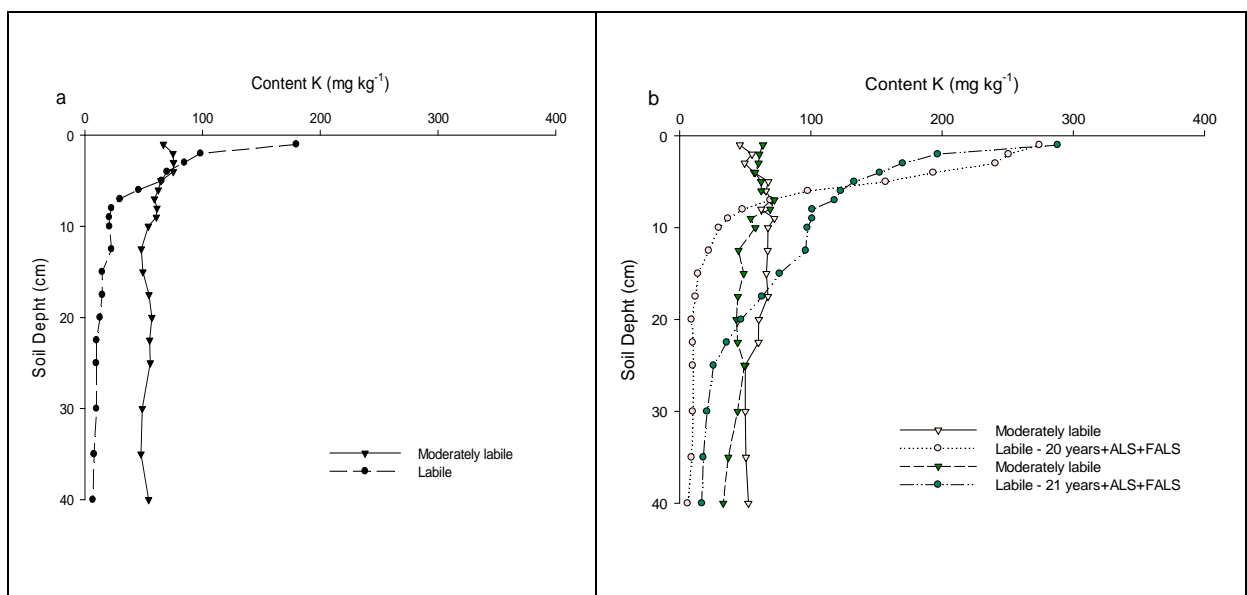 Content K (mg kg⁻¹)
a
0 100 200 300 400
0
10
20
30
40
Soil Depht (cm)
Moderately labile
Labile
Content K (mg kg⁻¹)
b
0 100 200 300 400
0
10
20
30
40
Soil Depht (cm)
Moderately labile
Labile - 20 years+ALS+FALS
Moderately labile
Labile - 21 years+ALS+FALS